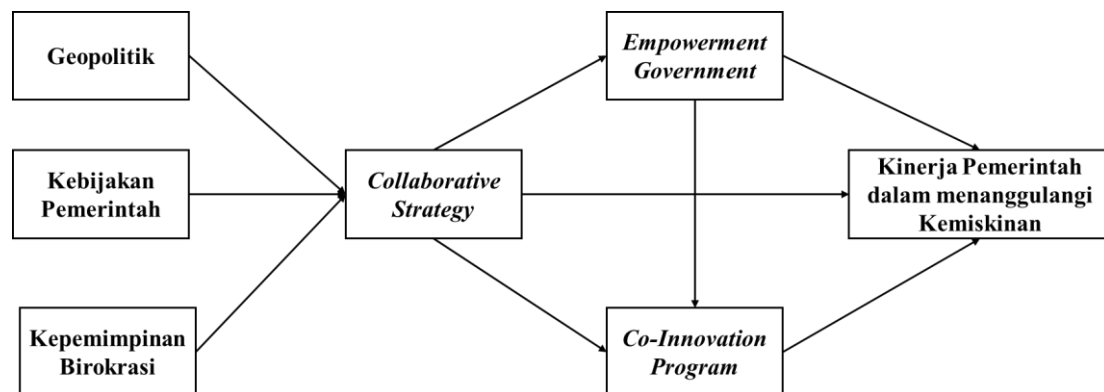 Geopolitik
Kebijakan
Pemerintah
Kepemimpinan
Birokrasi
Collaborative
Strategy
Empowerment
Government
Co-Innovation
Program
Kinerja Pemerintah
dalam menanggulangi
Kemiskinan